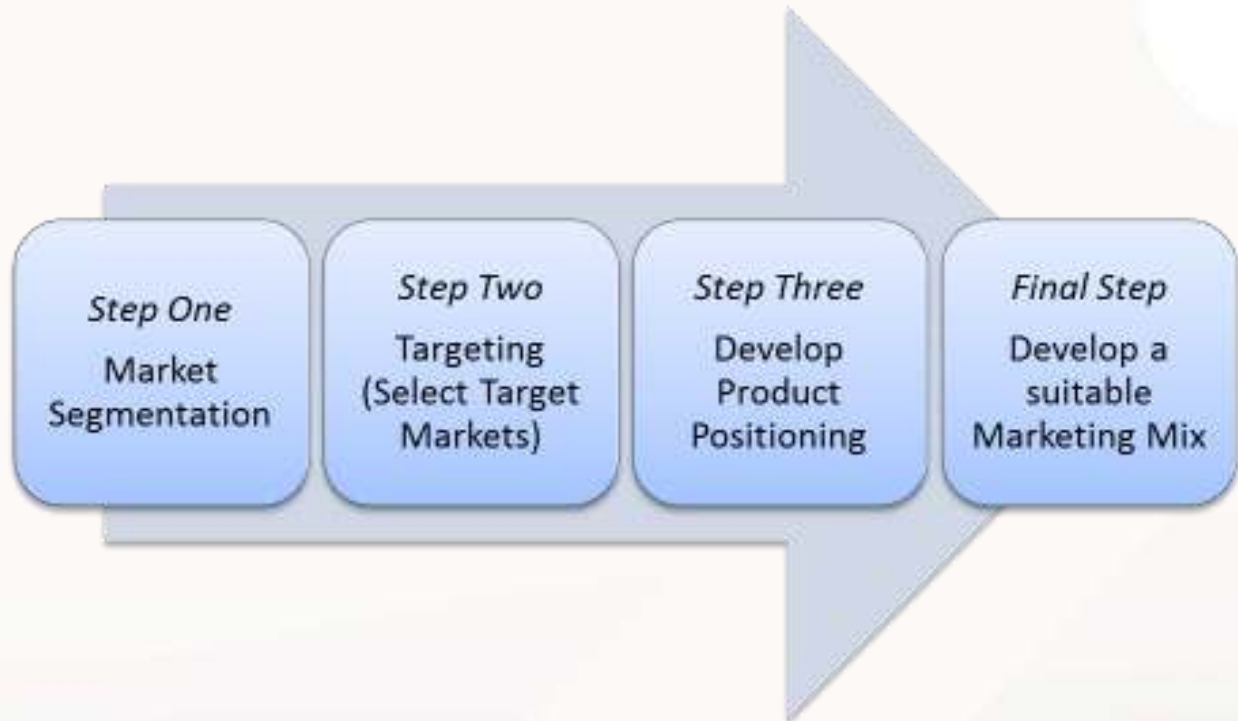 Step One
Market
Segmentation
Step Two
Targeting
(Select Target
Markets)
Step Three
Develop
Product
Positioning
Final Step
Develop a
suitable
Marketing Mix